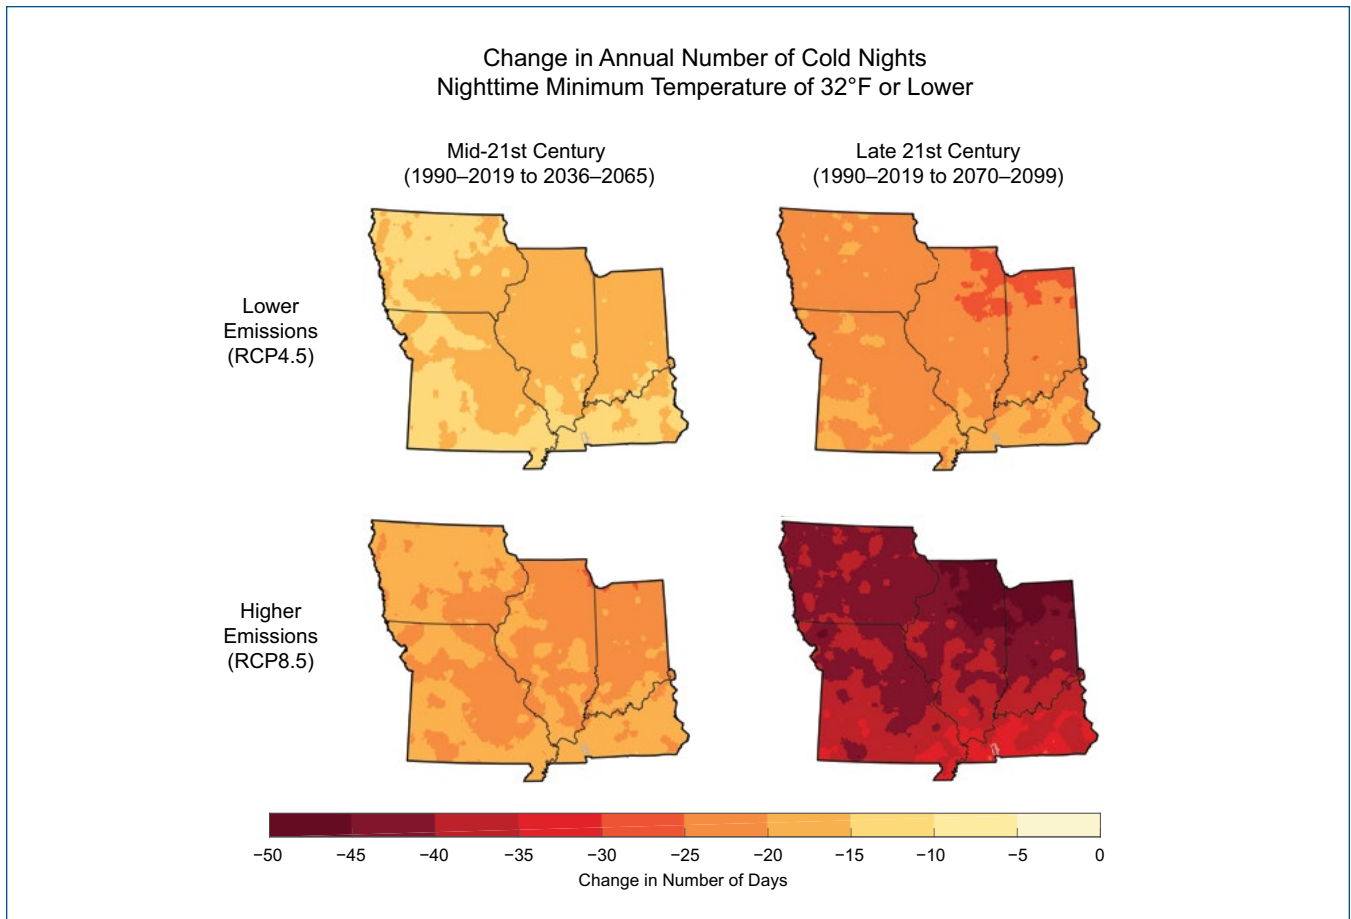 Change in Annual Number of Cold Nights
Nighttime Minimum Temperature of 32°F or Lower
Mid-21st Century
(1990–2019 to 2036–2065)
Late 21st Century
(1990–2019 to 2070–2099)
Lower
Emissions
(RCP4.5)
Higher
Emissions
(RCP8.5)
−50 −45 −40 −35 −30 −25 −20 −15 −10 −5 0
Change in Number of Days